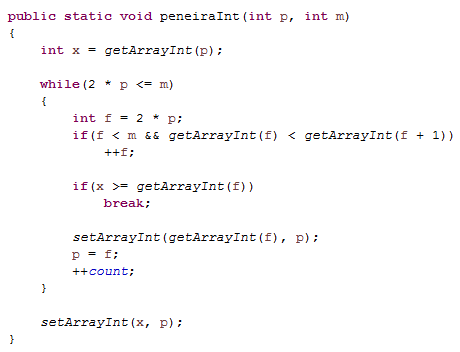 public static void peneiraInt(int p, int m)
{
    int x = getArrayInt(p);

    while(2 * p <= m)
    {
        int f = 2 * p;
        if(f < m && getArrayInt(f) < getArrayInt(f + 1))
            ++f;

        if(x >= getArrayInt(f))
            break;

        setArrayInt(getArrayInt(f), p);
        p = f;
        ++count;
    }

    setArrayInt(x, p);
}